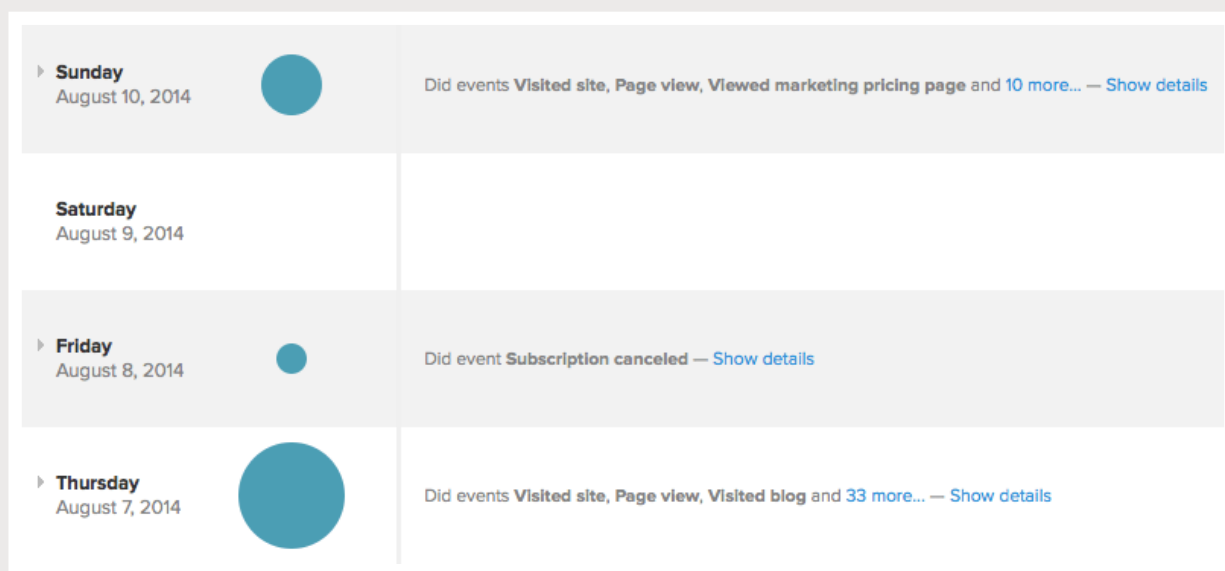 Sunday
August 10, 2014
Did events Visited site, Page view, Viewed marketing pricing page and 10 more... — Show details
Saturday
August 9, 2014
Friday
August 8, 2014
Did event Subscription canceled — Show details
Thursday
August 7, 2014
Did events Visited site, Page view, Visited blog and 33 more... — Show details